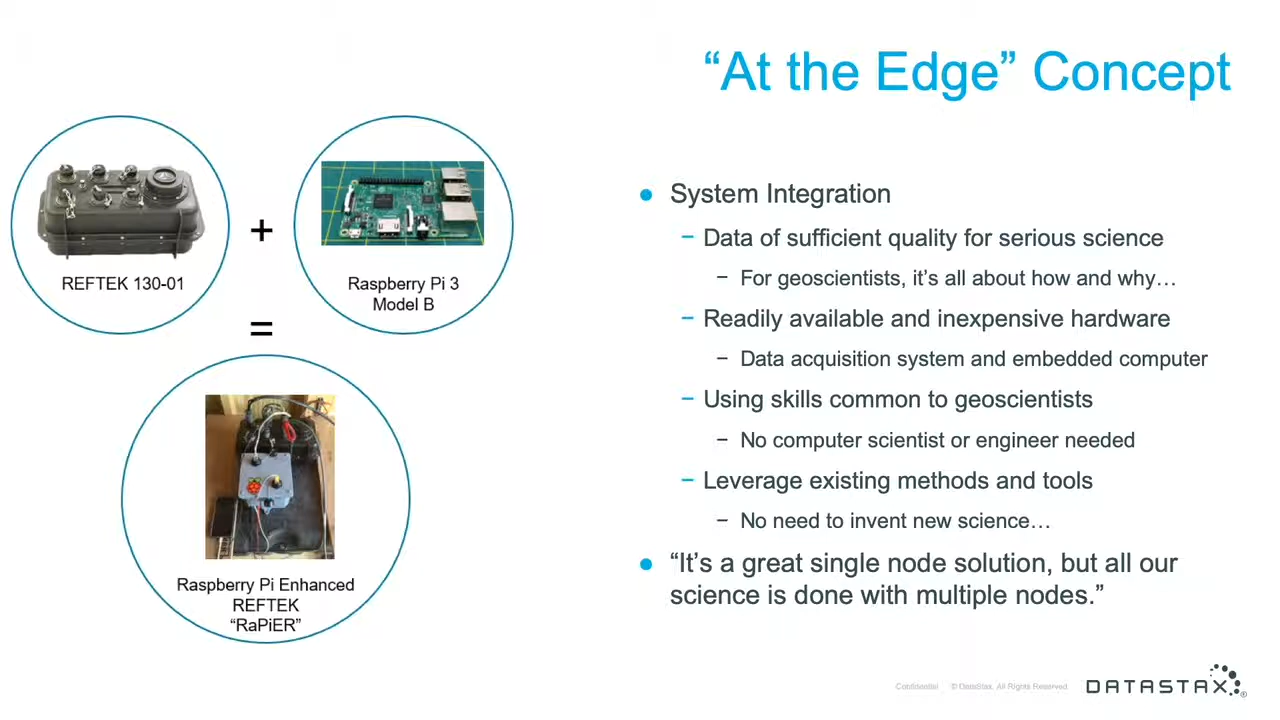 “At the Edge” Concept
REFTEK 130-01
+
Raspberry Pi 3
Model B
=
Raspberry Pi Enhanced
REFTEK
“RaPiER”
● System Integration
− Data of sufficient quality for serious science
− For geoscientists, it’s all about how and why…
− Readily available and inexpensive hardware
− Data acquisition system and embedded computer
− Using skills common to geoscientists
− No computer scientist or engineer needed
− Leverage existing methods and tools
− No need to invent new science…
● “It’s a great single node solution, but all our
science is done with multiple nodes.”
Confidential © DataStax. All Rights Reserved.
DATASTAX®